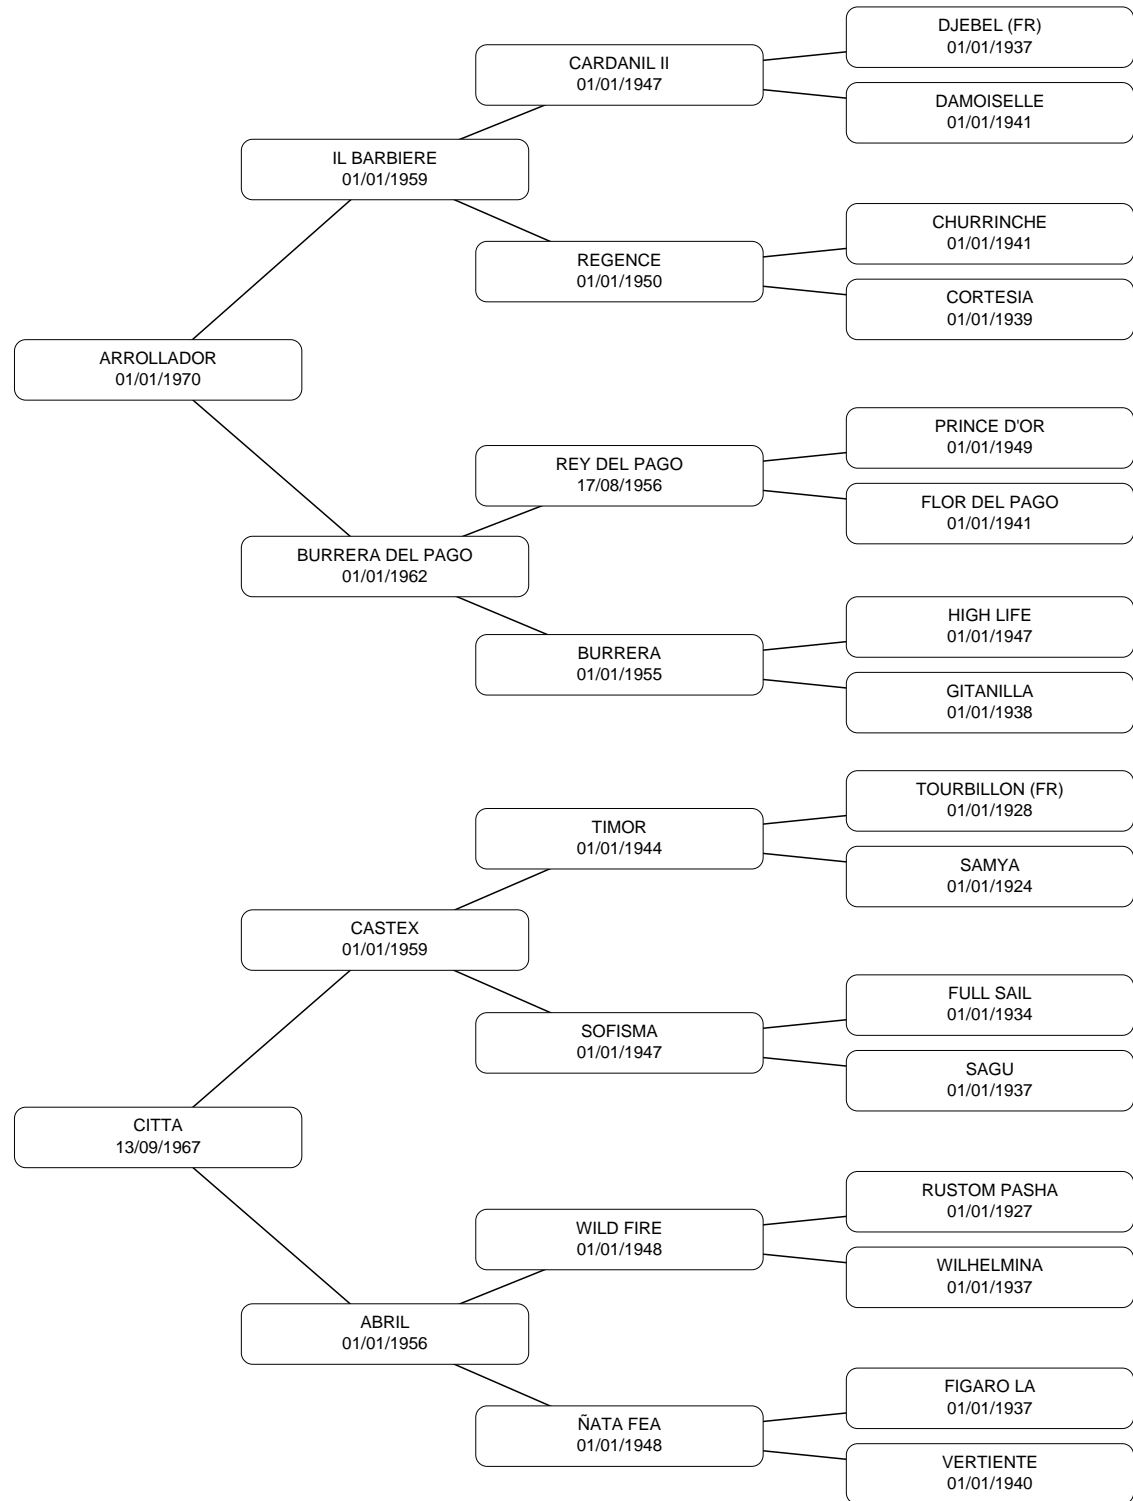 DJEBEL (FR)
01/01/1937
CARDANIL II
01/01/1947
DAMOISELLE
01/01/1941
IL BARBIERE
01/01/1959
CHURRINCHE
01/01/1941
REGENCE
01/01/1950
CORTESIA
01/01/1939
ARROLLADOR
01/01/1970
PRINCE D'OR
01/01/1949
REY DEL PAGO
17/08/1956
FLOR DEL PAGO
01/01/1941
BURRERA DEL PAGO
01/01/1962
HIGH LIFE
01/01/1947
BURRERA
01/01/1955
GITANILLA
01/01/1938
TOURBILLON (FR)
01/01/1928
TIMOR
01/01/1944
SAMYA
01/01/1924
CASTEX
01/01/1959
FULL SAIL
01/01/1934
SOFISMA
01/01/1947
SAGU
01/01/1937
CITTA
13/09/1967
RUSTOM PASHA
01/01/1927
WILD FIRE
01/01/1948
WILHELMINA
01/01/1937
ABRIL
01/01/1956
FIGARO LA
01/01/1937
ÑATA FEA
01/01/1948
VERTIENTE
01/01/1940